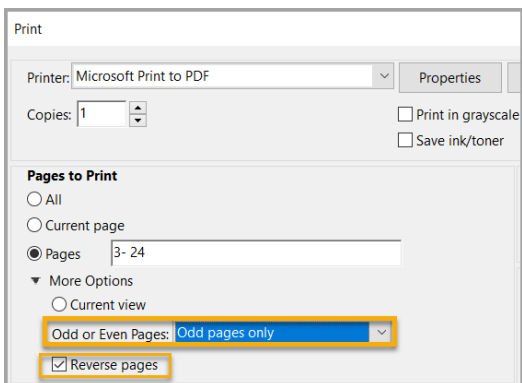 Print
Printer: Microsoft Print to PDF
Properties
Copies: 1
Print in grayscale
Save ink/toner
Pages to Print
All
Current page
Pages 3- 24
More Options
Current view
Odd or Even Pages: Odd pages only
Reverse pages